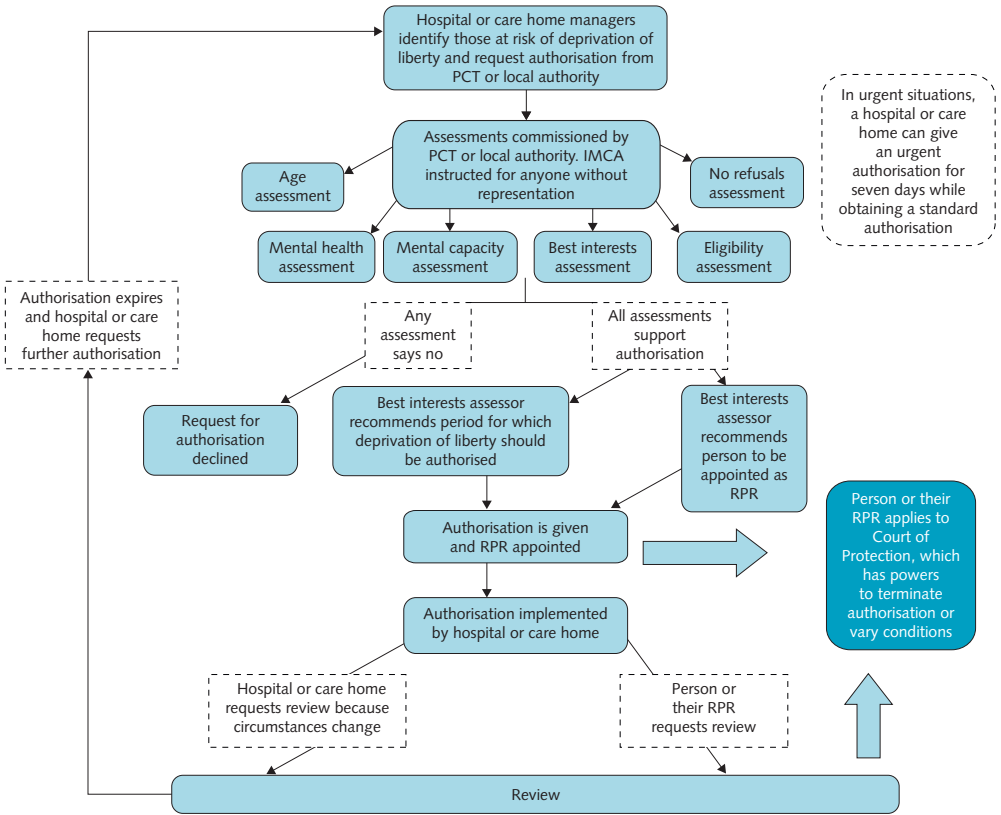 Hospital or care home managers
identify those at risk of deprivation of
liberty and request authorisation from
PCT or local authority
In urgent situations,
a hospital or care
home can give
an urgent
authorisation for
seven days while
obtaining a standard
authorisation
Assessments commissioned by
PCT or local authority. IMCA
instructed for anyone without
representation
Age
assessment
No refusals
assessment
Mental health
assessment
Mental capacity
assessment
Best interests
assessment
Eligibility
assessment
Authorisation expires
and hospital or care
home requests
further authorisation
Any
assessment
says no
All assessments
support
authorisation
Request for
authorisation
declined
Best interests assessor
recommends period for which
deprivation of liberty should
be authorised
Best interests
assessor
recommends
person to be
appointed as
RPR
Authorisation is given
and RPR appointed
Person or their
RPR applies to
Court of
Protection, which
has powers
to terminate
authorisation or
vary conditions
Authorisation implemented
by hospital or care home
Hospital or care home
requests review because
circumstances change
Person or
their RPR
requests review
Review